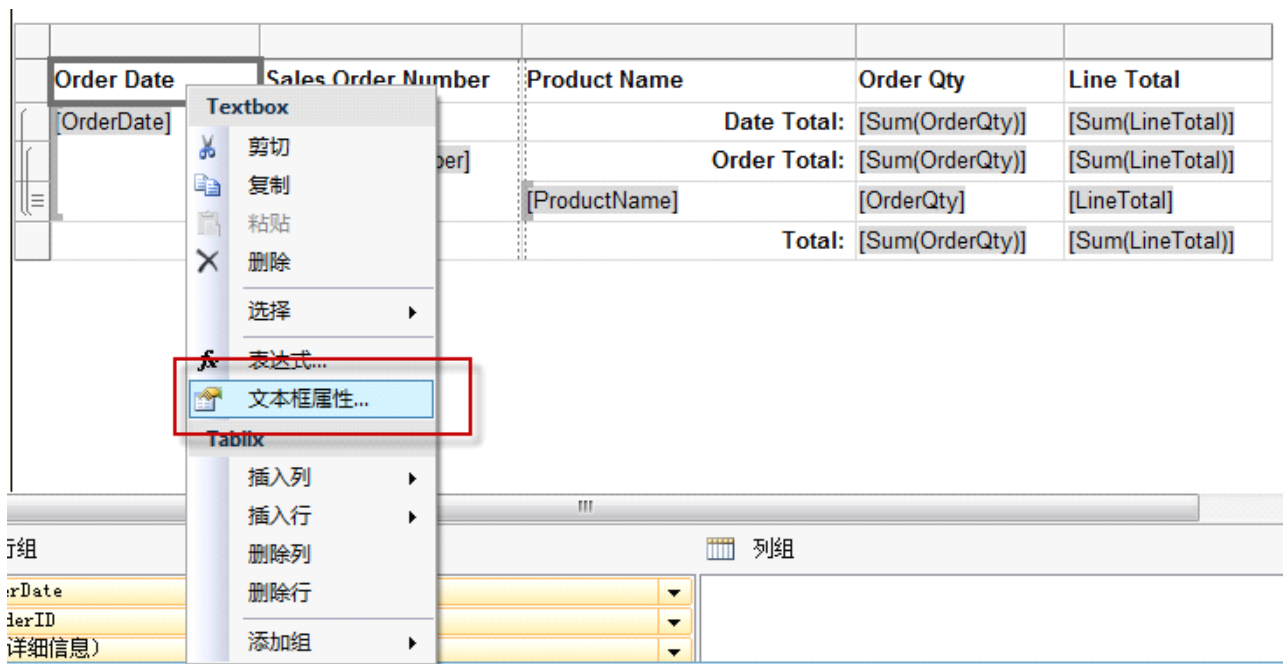 Order Date Sales Order Number Product Name Order Qty Line Total
[OrderDate] Date Total: [Sum(OrderQty)] [Sum(LineTotal)]
ber] Order Total: [Sum(OrderQty)] [Sum(LineTotal)]
[ProductName] [OrderQty] [LineTotal]
Total: [Sum(OrderQty)] [Sum(LineTotal)]
Textbox
剪切
复制
粘贴
删除
选择
fx 表达式...
文本框属性...
Tablix
插入列
插入行
删除列
删除行
添加组
行组 列组
erData
derID
详细信息)